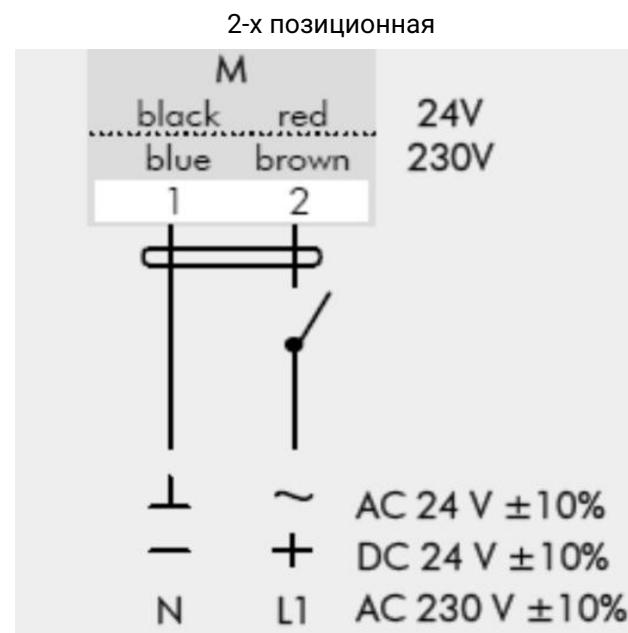 2-х позиционная
M
black red 24V
blue brown 230V
1 2
⊥ ~ AC 24 V ±10%
− + DC 24 V ±10%
N L1 AC 230 V ±10%